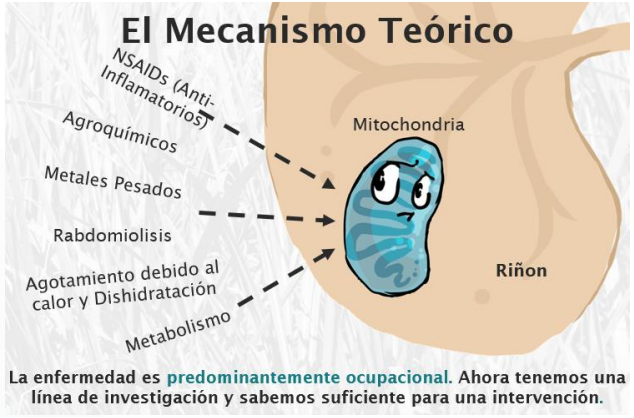 El Mecanismo Teórico
NSAIDs (Anti-
Inflamatorios)
Agroquímicos
Metales Pesados
Rabdomiolisis
Agotamiento debido al
calor y Dishidratación
Metabolismo
Mitochondria
Riñon
La enfermedad es predominantemente ocupacional. Ahora tenemos una
línea de investigación y sabemos suficiente para una intervención.